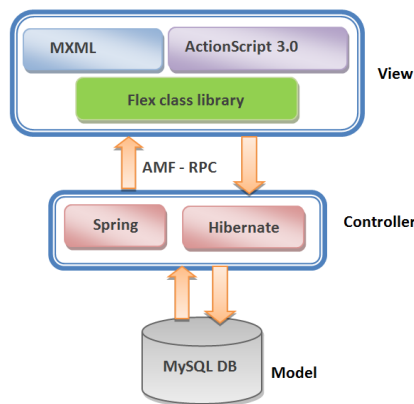 MXML
ActionScript 3.0
View
Flex class library
AMF - RPC
Spring
Hibernate
Controller
MySQL DB
Model